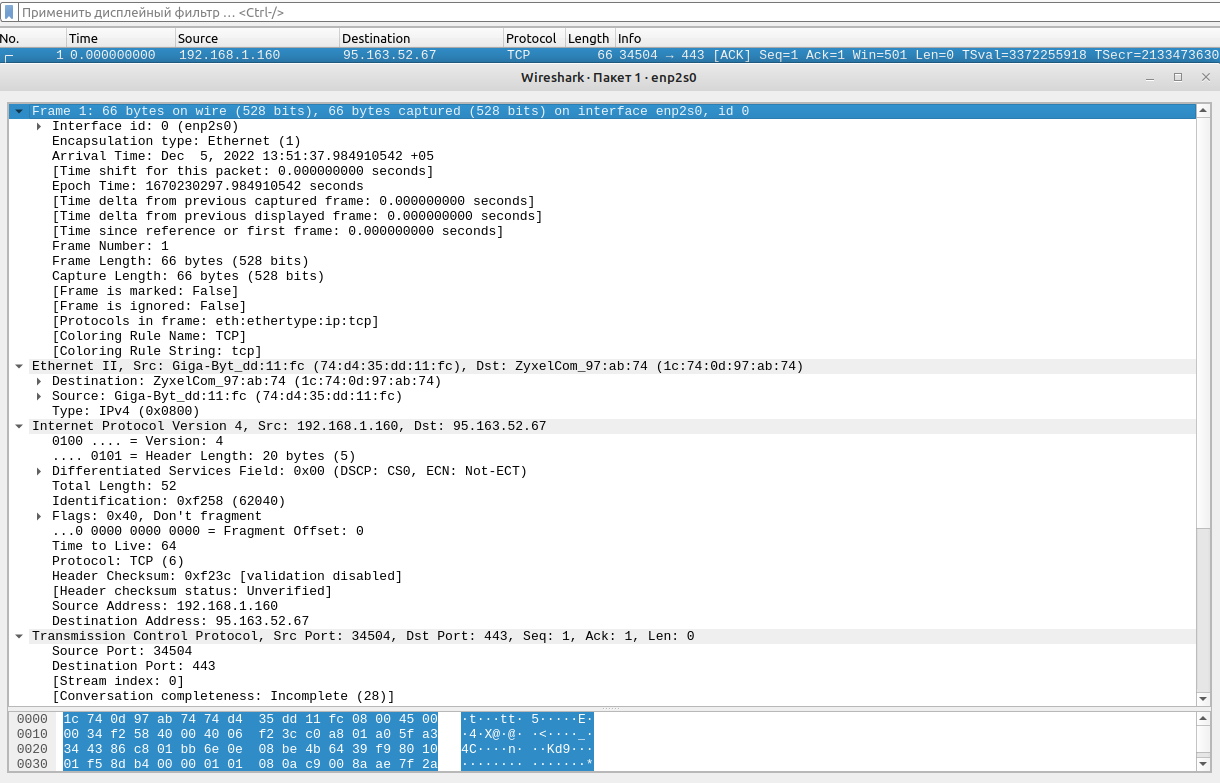 Применить дисплейный фильтр … <Ctrl-/>
No. Time Source Destination Protocol Length Info
1 0.000000000 192.168.1.160 95.163.52.67 TCP 66 34504 → 443 [ACK] Seq=1 Ack=1 Win=501 Len=0 TSval=3372255918 TSecr=2133473630
Wireshark · Пакет 1 · enp2s0
Frame 1: 66 bytes on wire (528 bits), 66 bytes captured (528 bits) on interface enp2s0, id 0
Interface id: 0 (enp2s0)
Encapsulation type: Ethernet (1)
Arrival Time: Dec  5, 2022 13:51:37.984910542 +05
[Time shift for this packet: 0.000000000 seconds]
Epoch Time: 1670230297.984910542 seconds
[Time delta from previous captured frame: 0.000000000 seconds]
[Time delta from previous displayed frame: 0.000000000 seconds]
[Time since reference or first frame: 0.000000000 seconds]
Frame Number: 1
Frame Length: 66 bytes (528 bits)
Capture Length: 66 bytes (528 bits)
[Frame is marked: False]
[Frame is ignored: False]
[Protocols in frame: eth:ethertype:ip:tcp]
[Coloring Rule Name: TCP]
[Coloring Rule String: tcp]
Ethernet II, Src: Giga-Byt_dd:11:fc (74:d4:35:dd:11:fc), Dst: ZyxelCom_97:ab:74 (1c:74:0d:97:ab:74)
Destination: ZyxelCom_97:ab:74 (1c:74:0d:97:ab:74)
Source: Giga-Byt_dd:11:fc (74:d4:35:dd:11:fc)
Type: IPv4 (0x0800)
Internet Protocol Version 4, Src: 192.168.1.160, Dst: 95.163.52.67
0100 .... = Version: 4
.... 0101 = Header Length: 20 bytes (5)
Differentiated Services Field: 0x00 (DSCP: CS0, ECN: Not-ECT)
Total Length: 52
Identification: 0xf258 (62040)
Flags: 0x40, Don't fragment
...0 0000 0000 0000 = Fragment Offset: 0
Time to Live: 64
Protocol: TCP (6)
Header Checksum: 0xf23c [validation disabled]
[Header checksum status: Unverified]
Source Address: 192.168.1.160
Destination Address: 95.163.52.67
Transmission Control Protocol, Src Port: 34504, Dst Port: 443, Seq: 1, Ack: 1, Len: 0
Source Port: 34504
Destination Port: 443
[Stream index: 0]
[Conversation completeness: Incomplete (28)]
0000 1c 74 0d 97 ab 74 74 d4 35 dd 11 fc 08 00 45 00 ·t···tt· 5·····E·
0010 00 34 f2 58 40 00 40 06 f2 3c c0 a8 01 a0 5f a3 ·4·X@·@· ·<····_·
0020 34 43 86 c8 01 bb 6e 0e 08 be 4b 64 39 f9 80 10 4C····n· ··Kd9···
0030 01 f5 8d b4 00 00 01 01 08 0a c9 00 8a ae 7f 2a ········ ·······*